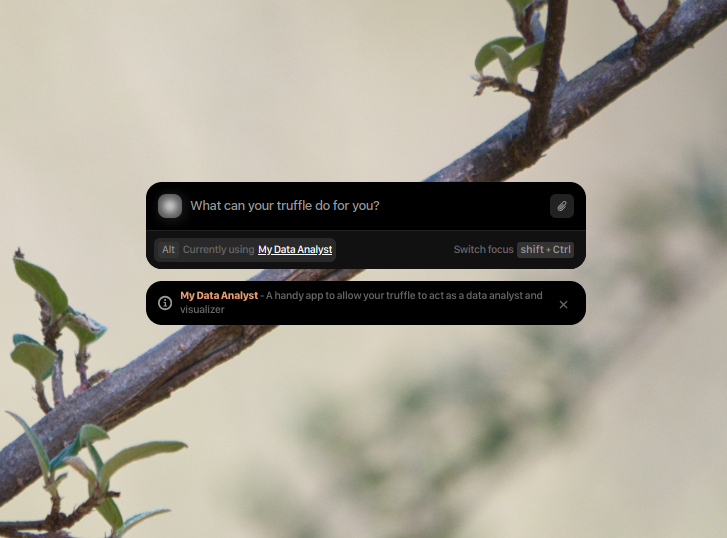 What can your truffle do for you?
Alt Currently using My Data Analyst Switch focus shift + Ctrl
My Data Analyst - A handy app to allow your truffle to act as a data analyst and
visualizer